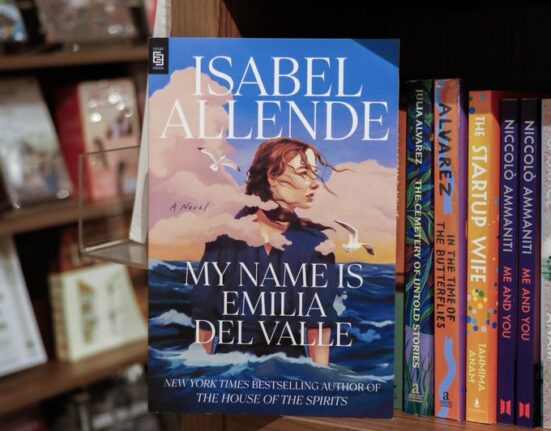 ISABEL
ALLENDE
A Novel
MY NAME IS
EMILIA
DEL VALLE
NEW YORK TIMES BESTSELLING AUTHOR OF
THE HOUSE OF THE SPIRITS
JULIA ALVAREZ THE CEMETERY OF UNTOLD STORIES
ALVAREZ IN THE TIME OF THE BUTTERFLIES
THE STARTUP WIFE TAHMIMA ANAM
NICCOLÒ AMMANITI ME AND YOU
NICCOLÒ AMMANITI ME AND YOU